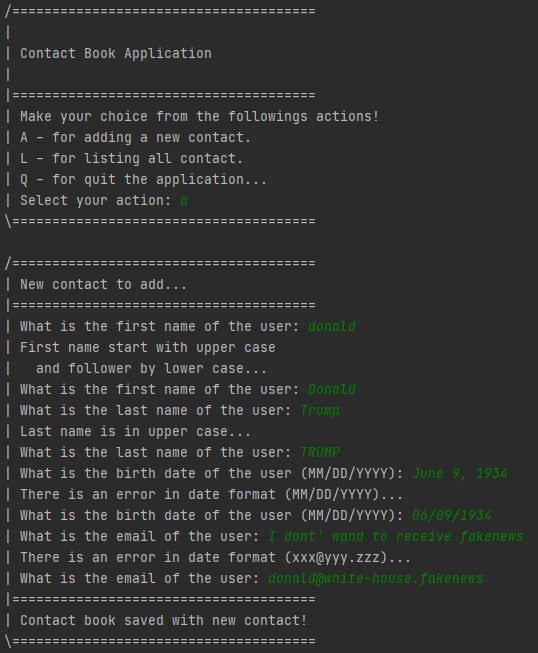 /======================================
|
| Contact Book Application
|
|======================================
| Make your choice from the followings actions!
| A - for adding a new contact.
| L - for listing all contact.
| Q - for quit the application...
| Select your action: a
\======================================
/======================================
| New contact to add...
|======================================
| What is the first name of the user: donald
| First name start with upper case
|   and follower by lower case...
| What is the first name of the user: Donald
| What is the last name of the user: Trump
| Last name is in upper case...
| What is the last name of the user: TRUMP
| What is the birth date of the user (MM/DD/YYYY): June 9, 1934
| There is an error in date format (MM/DD/YYYY)...
| What is the birth date of the user (MM/DD/YYYY): 06/09/1934
| What is the email of the user: I dont' wand to receive fakenews
| There is an error in date format (xxx@yyy.zzz)...
| What is the email of the user: donald@white-house.fakenews
|======================================
| Contact book saved with new contact!
\======================================